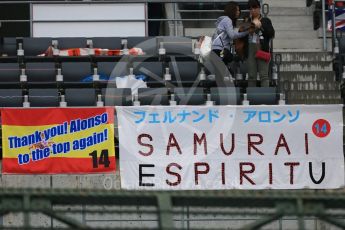 Thank you! Alonso
to the top again!
14
フェルナンド・アロンソ
SAMURAI 14
ESPIRITU